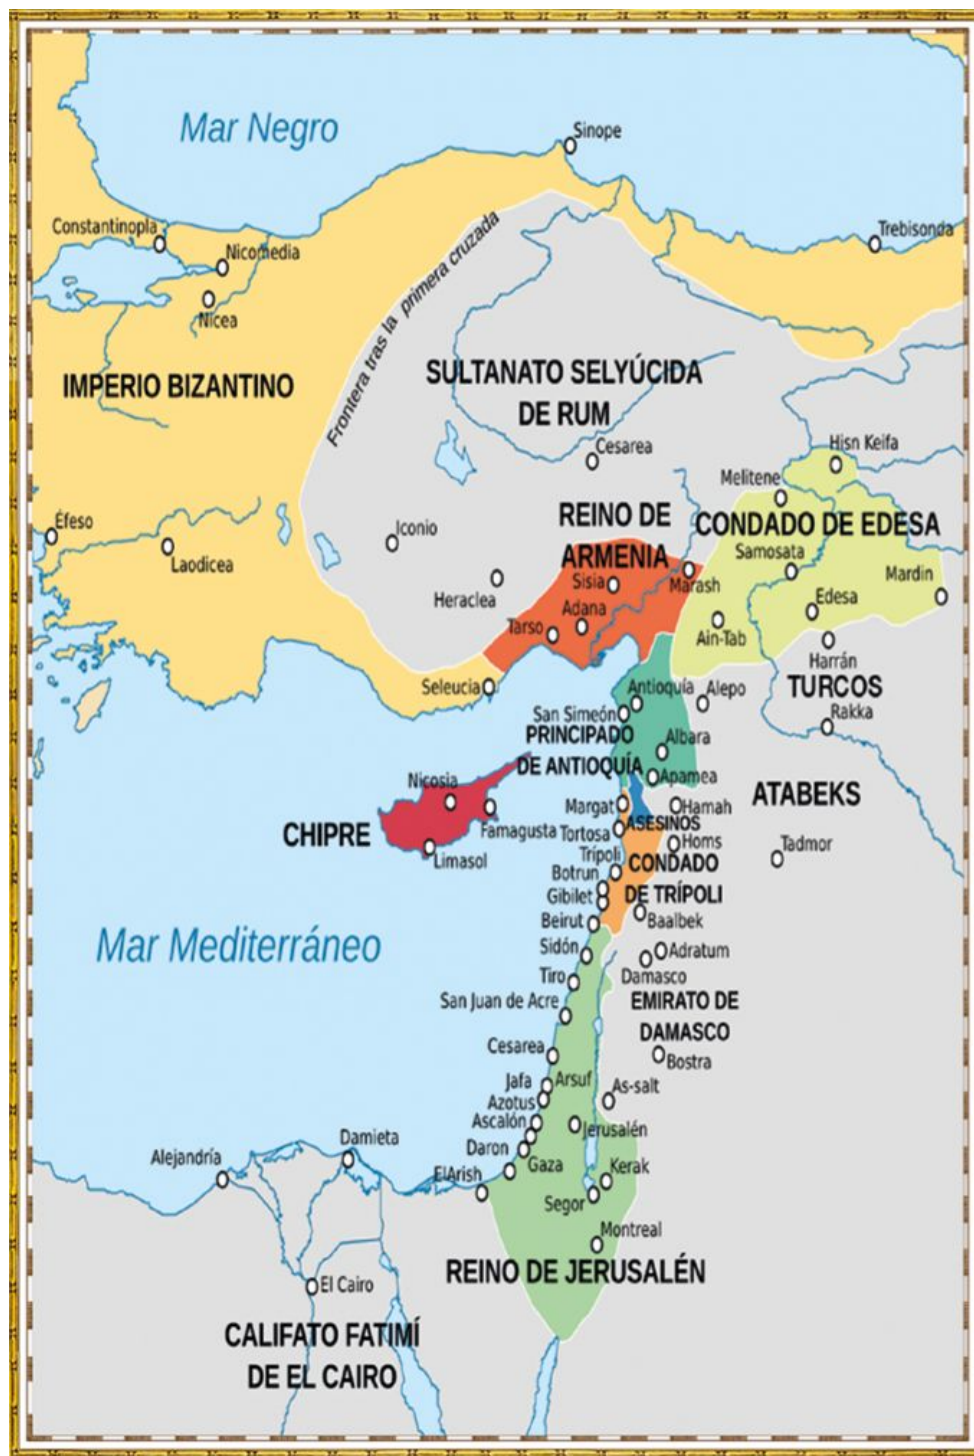 Mar Negro
Sinope
Constantinopla
Trebisonda
Nicomedia
Nicea
Frontera tras la primera cruzada
IMPERIO BIZANTINO
SULTANATO SELYÚCIDA
DE RUM
Cesarea
Hisn Keifa
Melitene
REINO DE
ARMENIA
CONDADO DE EDESA
Éfeso
Laodicea
Iconio
Heraclea
Sisia
Adana
Tarso
Marash
Samosata
Mardin
Edesa
Ain-Tab
Harrán
TURCOS
Seleucia
Antioquía
Alepo
Rakka
San Simeón
PRINCIPADO
DE ANTIOQUÍA
Albara
Apamea
ATABEKS
Nicosia
Famagusta
CHIPRE
Limasol
Margat
Hamah
ASESINOS
Tortosa
Homs
Tadmor
Trípoli
CONDADO
DE TRÍPOLI
Botrun
Gibilet
Beirut
Baalbek
Mar Mediterráneo
Sidón
Adratum
Damasco
Tiro
San Juan de Acre
EMIRATO DE
DAMASCO
Cesarea
Bostra
Jafa
Arsuf
As-salt
Azotus
Ascalón
Jerusalén
Daron
Gaza
Alejandría
Damieta
ElArish
Kerak
Segor
Montreal
REINO DE JERUSALÉN
El Cairo
CALIFATO FATIMÍ
DE EL CAIRO